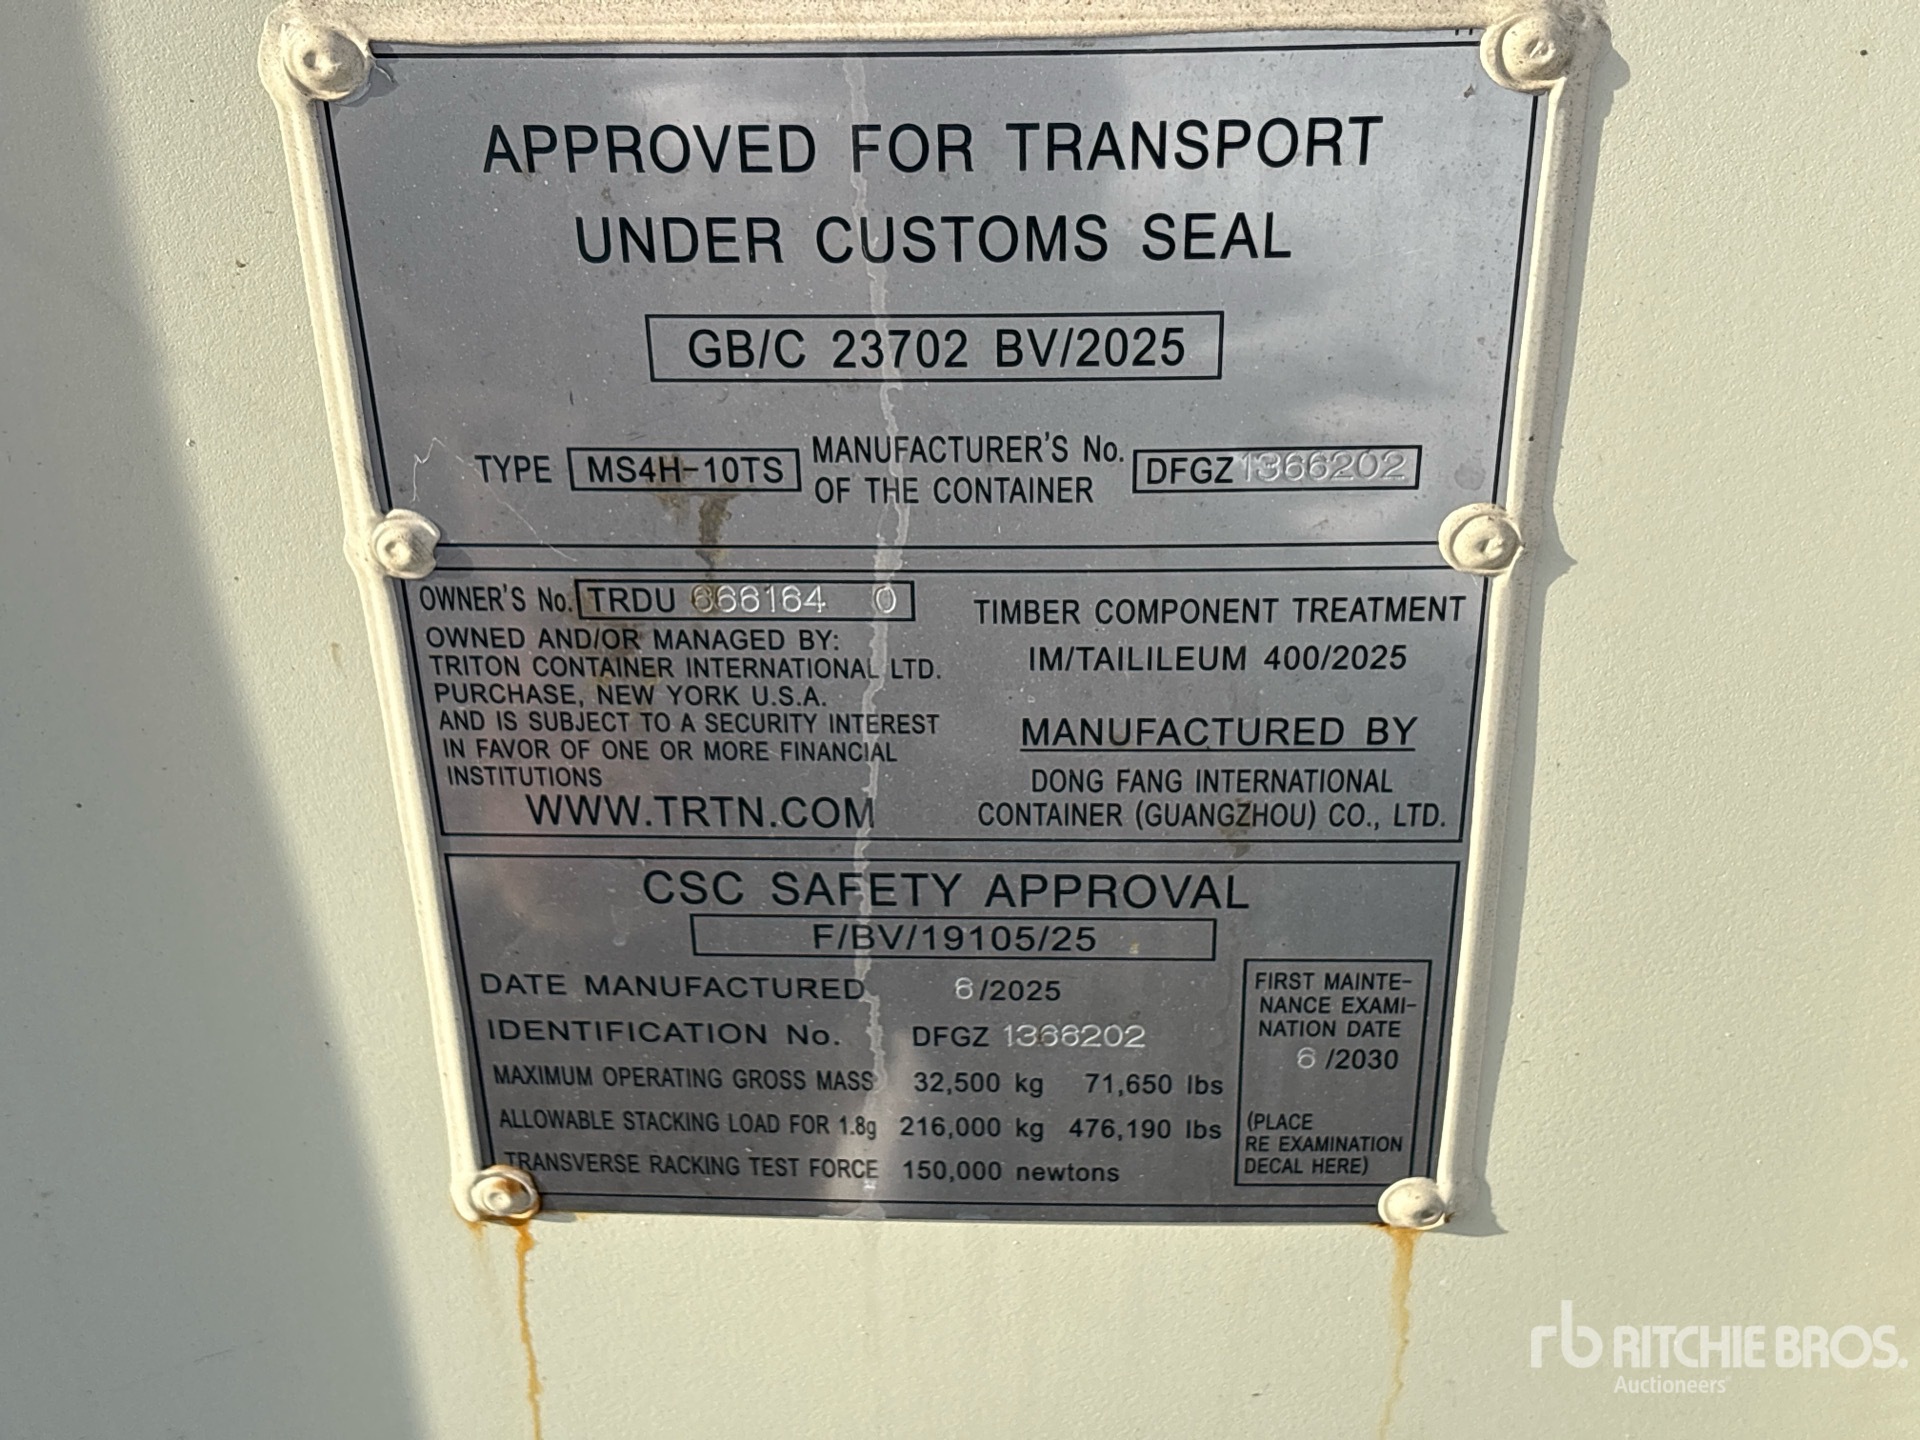 APPROVED FOR TRANSPORT
UNDER CUSTOMS SEAL
GB/C 23702 BV/2025
TYPE MS4H-10TS MANUFACTURER'S No. OF THE CONTAINER DFGZ 1366202
OWNER'S No. TRDU 666164 0
OWNED AND/OR MANAGED BY:
TRITON CONTAINER INTERNATIONAL LTD.
PURCHASE, NEW YORK U.S.A.
AND IS SUBJECT TO A SECURITY INTEREST
IN FAVOR OF ONE OR MORE FINANCIAL
INSTITUTIONS
WWW.TRTN.COM
TIMBER COMPONENT TREATMENT
IM/TAILILEUM 400/2025
MANUFACTURED BY
DONG FANG INTERNATIONAL
CONTAINER (GUANGZHOU) CO., LTD.
CSC SAFETY APPROVAL
F/BV/19105/25
DATE MANUFACTURED 6/2025
IDENTIFICATION No. DFGZ 1366202
MAXIMUM OPERATING GROSS MASS 32,500 kg 71,650 lbs
ALLOWABLE STACKING LOAD FOR 1.8g 216,000 kg 476,190 lbs
TRANSVERSE RACKING TEST FORCE 150,000 newtons
FIRST MAINTE-
NANCE EXAMI-
NATION DATE
6 /2030
(PLACE
RE EXAMINATION
DECAL HERE)
rb RITCHIE BROS.
Auctioneers